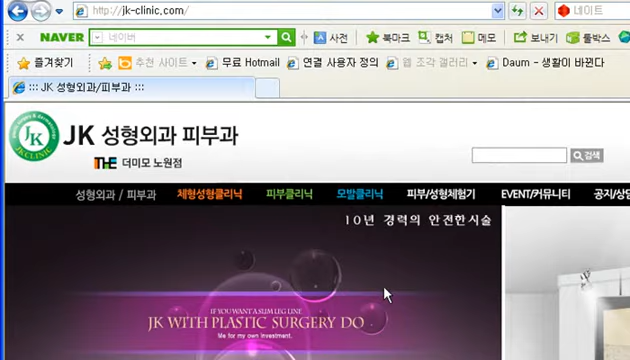 http://jk-clinic.com/
네이트
NAVER 네이버 사전 북마크 캡처 메모 보내기 툴박스
즐겨찾기 추천 사이트 무료 Hotmail 연결 사용자 정의 웹 조각 갤러리 Daum - 생활이 바뀐다
::: JK 성형외과/피부과 :::
JK
JKCLINIC
JK 성형외과 피부과
THE 더미모 노원점
검색
성형외과 / 피부과 체형성형클리닉 피부클리닉 모발클리닉 피부/성형체험기 EVENT/커뮤니티 공지/상담
10년 경력의 안전한시술
IF YOU WANT A SLIM LEG LINE
JK WITH PLASTIC SURGERY DO
Me for my own investment.